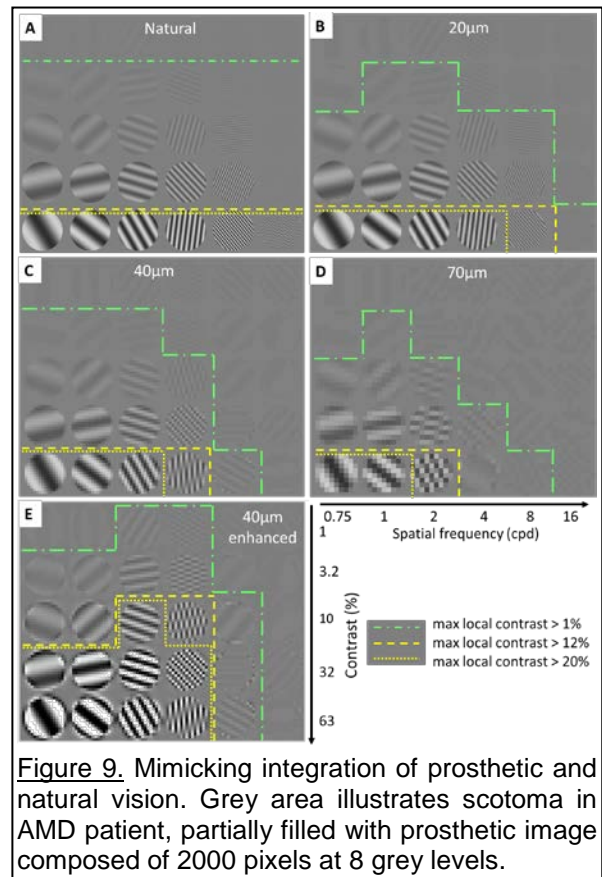 A Natural
B 20µm
C 40µm
D 70µm
E 40µm
enhanced
0.75 1 2 4 8 16
Spatial frequency (cpd)
1
3.2
10
32
63
Contrast (%)
max local contrast > 1%
max local contrast > 12%
max local contrast > 20%
Figure 9. Mimicking integration of prosthetic and
natural vision. Grey area illustrates scotoma in
AMD patient, partially filled with prosthetic image
composed of 2000 pixels at 8 grey levels.